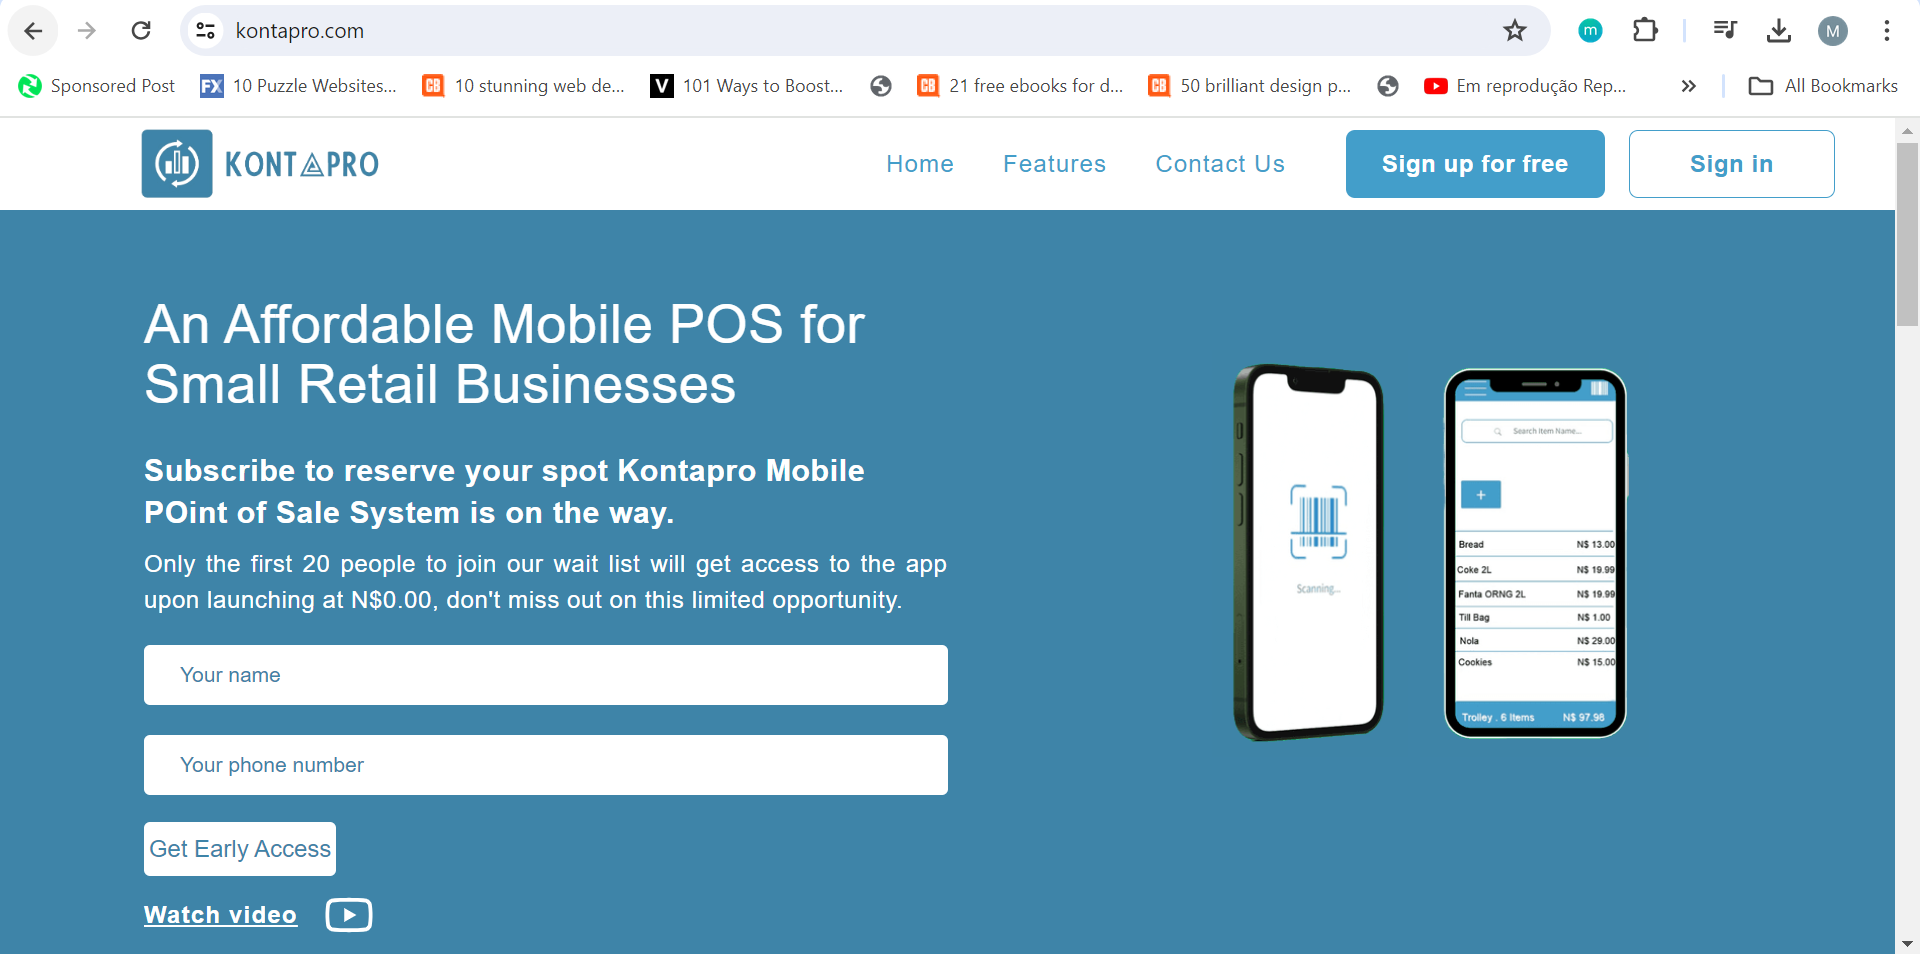 kontapro.com
m
M
Sponsored Post
FX 10 Puzzle Websites...
CB 10 stunning web de...
V 101 Ways to Boost...
CB 21 free ebooks for d...
CB 50 brilliant design p...
Em reprodução Rep...
All Bookmarks
KONTAPRO
Home
Features
Contact Us
Sign up for free
Sign in
An Affordable Mobile POS for
Small Retail Businesses
Subscribe to reserve your spot Kontapro Mobile
POint of Sale System is on the way.
Only the first 20 people to join our wait list will get access to the app
upon launching at N$0.00, don't miss out on this limited opportunity.
Your name
Your phone number
Get Early Access
Watch video
Scanning...
Search Item Name...
+
Bread N$ 13.00
Coke 2L N$ 19.99
Fanta ORNG 2L N$ 19.99
Till Bag N$ 1.00
Nola N$ 29.00
Cookies N$ 15.00
Trolley . 6 Items N$ 97.98